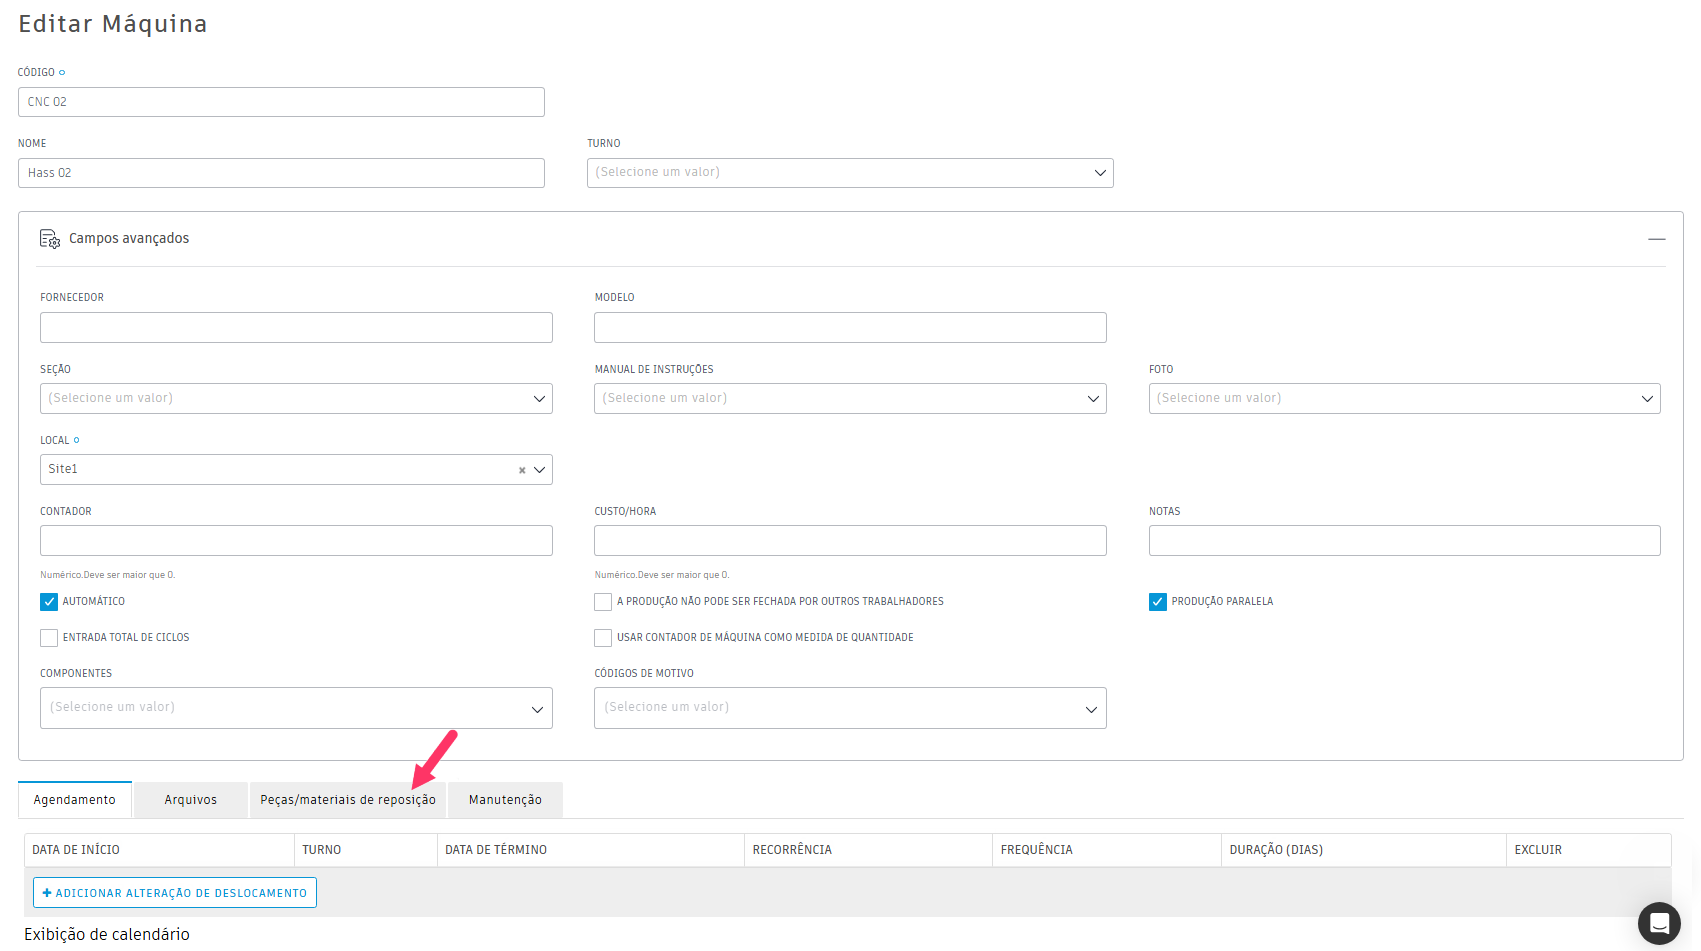 Editar Máquina
CÓDIGO
CNC 02
NOME
TURNO
Hass 02
(Selecione um valor)
Campos avançados
FORNECEDOR
MODELO
SEÇÃO
MANUAL DE INSTRUÇÕES
FOTO
(Selecione um valor)
(Selecione um valor)
(Selecione um valor)
LOCAL
Site1
CONTADOR
CUSTO/HORA
NOTAS
Numérico.Deve ser maior que 0.
Numérico.Deve ser maior que 0.
AUTOMÁTICO
A PRODUÇÃO NÃO PODE SER FECHADA POR OUTROS TRABALHADORES
PRODUÇÃO PARALELA
ENTRADA TOTAL DE CICLOS
USAR CONTADOR DE MÁQUINA COMO MEDIDA DE QUANTIDADE
COMPONENTES
CÓDIGOS DE MOTIVO
(Selecione um valor)
(Selecione um valor)
Agendamento
Arquivos
Peças/materiais de reposição
Manutenção
DATA DE INÍCIO
TURNO
DATA DE TÉRMINO
RECORRÊNCIA
FREQUÊNCIA
DURAÇÃO (DIAS)
EXCLUIR
+ ADICIONAR ALTERAÇÃO DE DESLOCAMENTO
Exibição de calendário